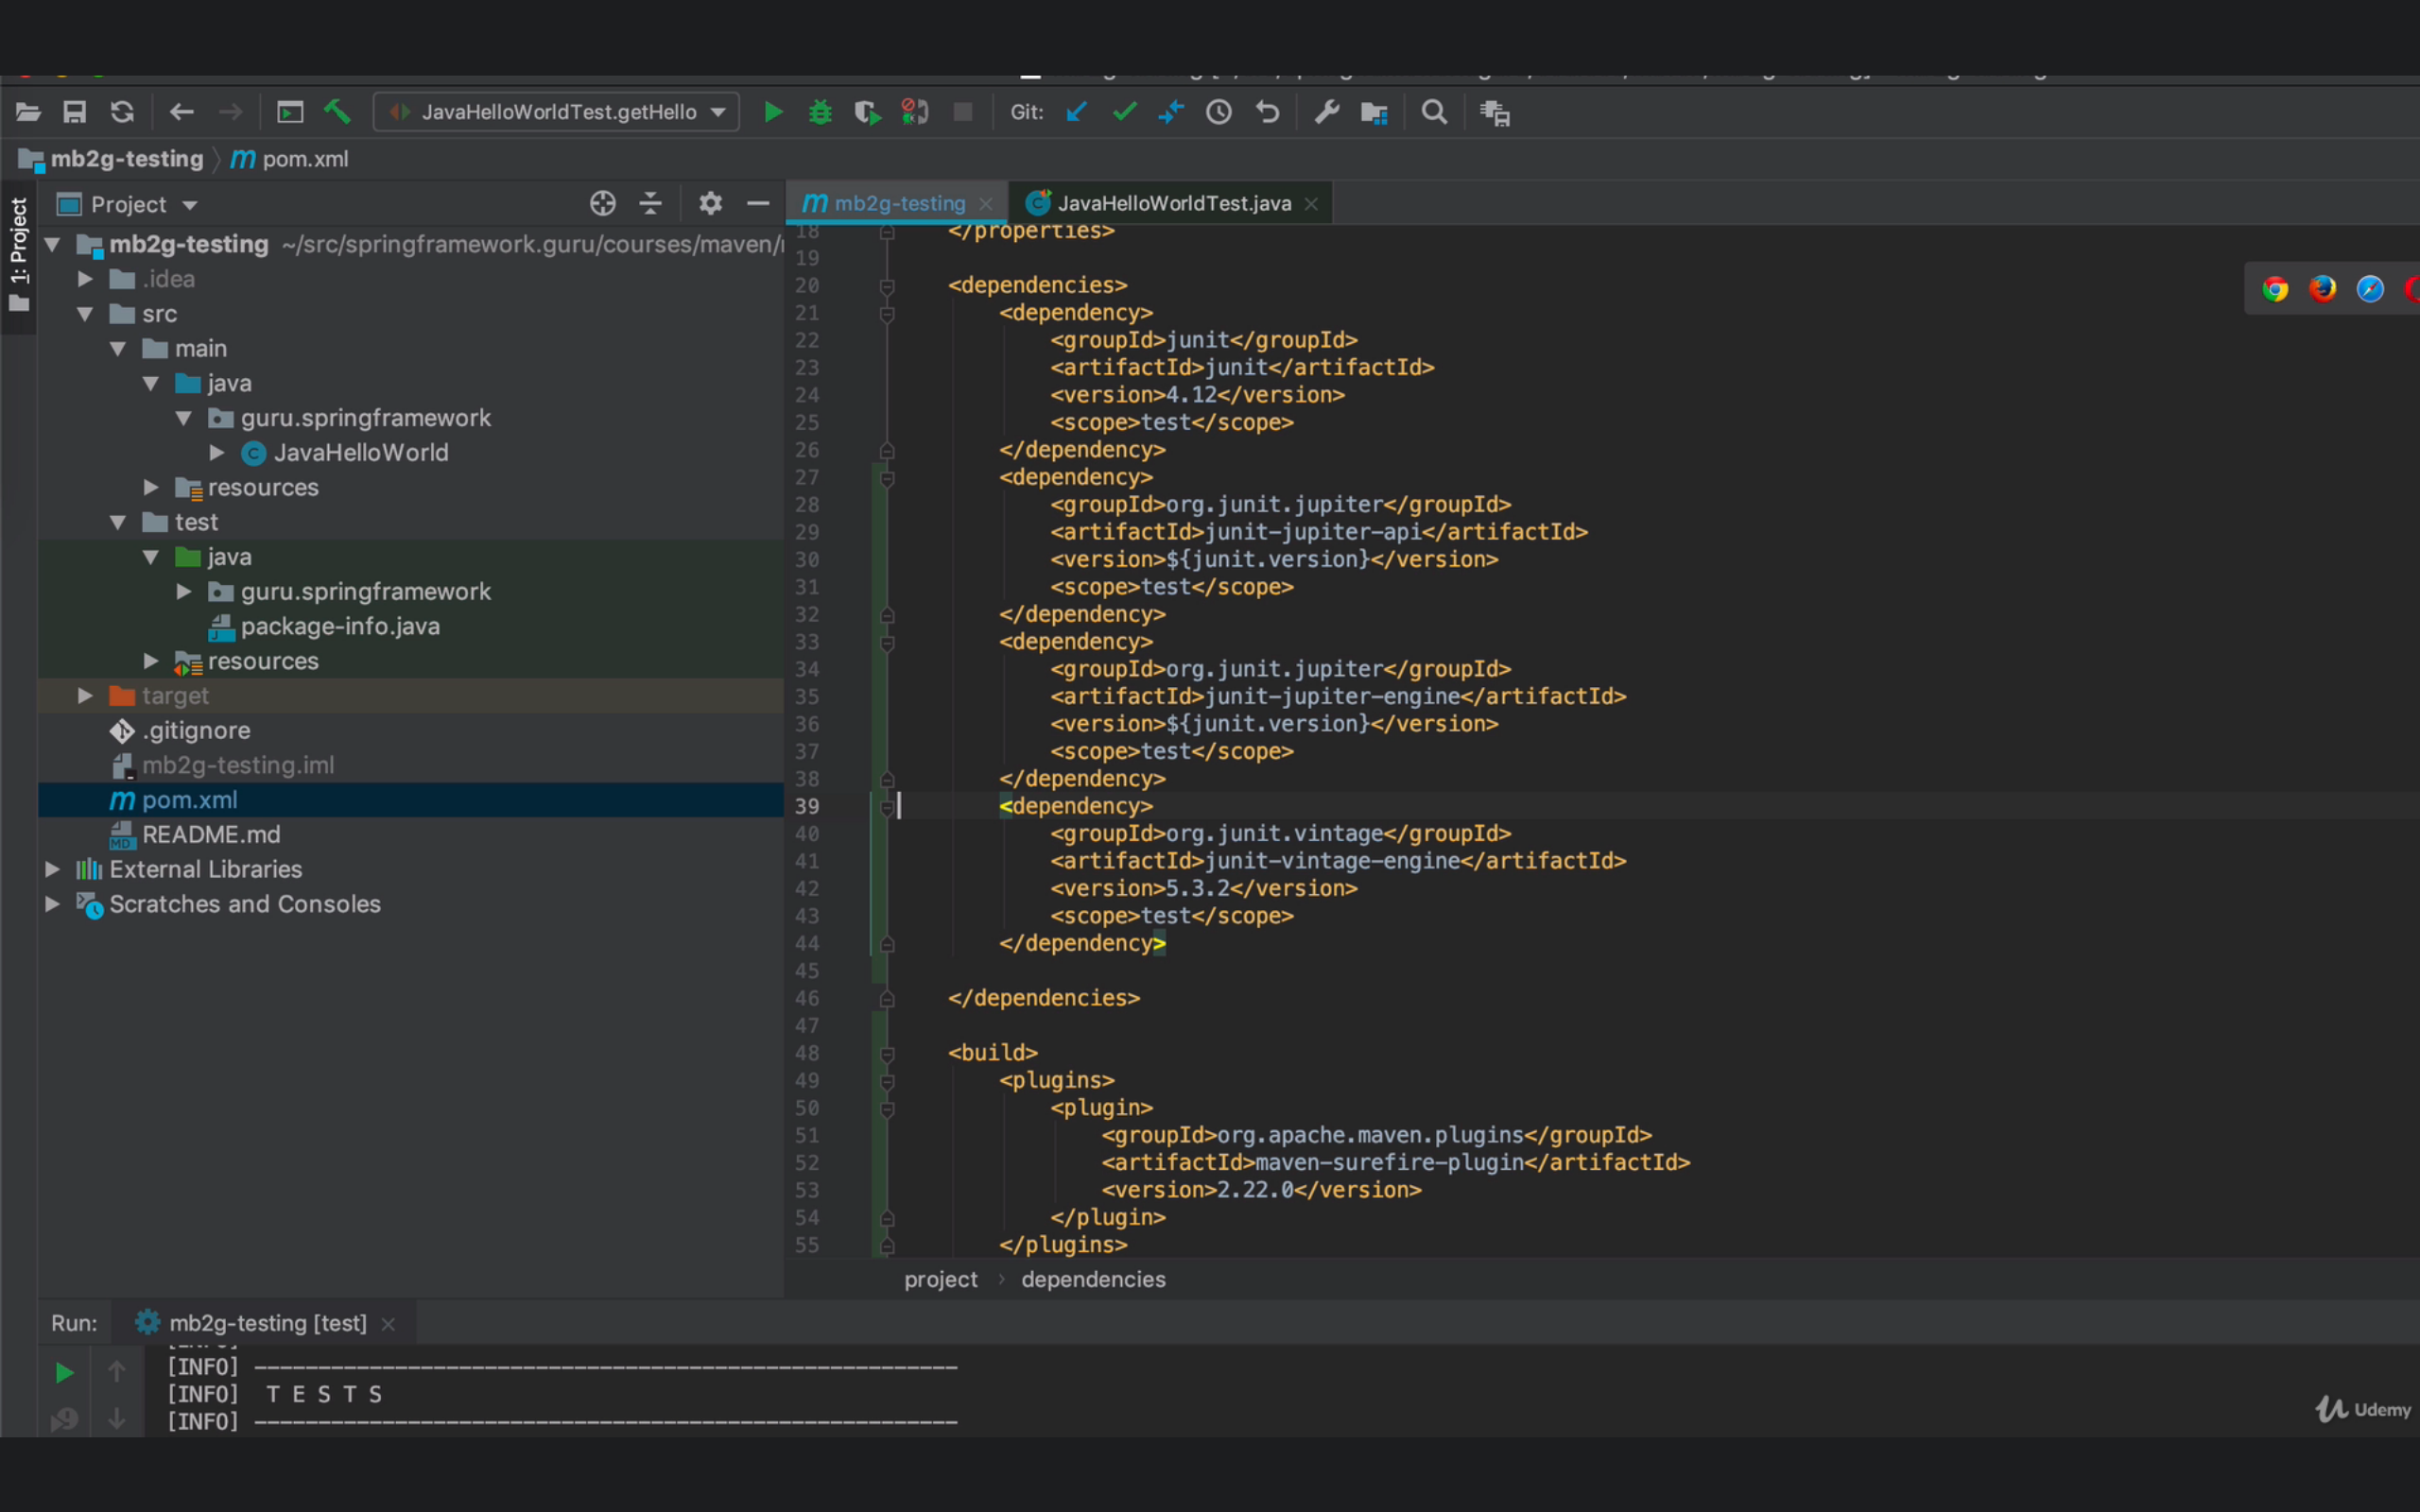 JavaHelloWorldTest.getHello
Git:
mb2g-testing
pom.xml
1: Project
Project
mb2g-testing
JavaHelloWorldTest.java
mb2g-testing ~/src/springframework.guru/courses/maven/
.idea
src
main
java
guru.springframework
JavaHelloWorld
resources
test
java
guru.springframework
package-info.java
resources
target
.gitignore
mb2g-testing.iml
pom.xml
README.md
External Libraries
Scratches and Consoles
18 </properties>
19
20 <dependencies>
21 <dependency>
22 <groupId>junit</groupId>
23 <artifactId>junit</artifactId>
24 <version>4.12</version>
25 <scope>test</scope>
26 </dependency>
27 <dependency>
28 <groupId>org.junit.jupiter</groupId>
29 <artifactId>junit-jupiter-api</artifactId>
30 <version>${junit.version}</version>
31 <scope>test</scope>
32 </dependency>
33 <dependency>
34 <groupId>org.junit.jupiter</groupId>
35 <artifactId>junit-jupiter-engine</artifactId>
36 <version>${junit.version}</version>
37 <scope>test</scope>
38 </dependency>
39 <dependency>
40 <groupId>org.junit.vintage</groupId>
41 <artifactId>junit-vintage-engine</artifactId>
42 <version>5.3.2</version>
43 <scope>test</scope>
44 </dependency>
45
46 </dependencies>
47
48 <build>
49 <plugins>
50 <plugin>
51 <groupId>org.apache.maven.plugins</groupId>
52 <artifactId>maven-surefire-plugin</artifactId>
53 <version>2.22.0</version>
54 </plugin>
55 </plugins>
project › dependencies
Run:
mb2g-testing [test]
[INFO] -------------------------------------------------------
[INFO] T E S T S
[INFO] -------------------------------------------------------
Udemy